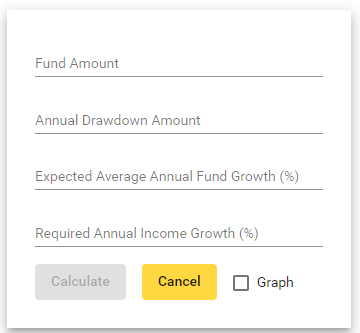 Fund Amount
Annual Drawdown Amount
Expected Average Annual Fund Growth (%)
Required Annual Income Growth (%)
Calculate Cancel Graph